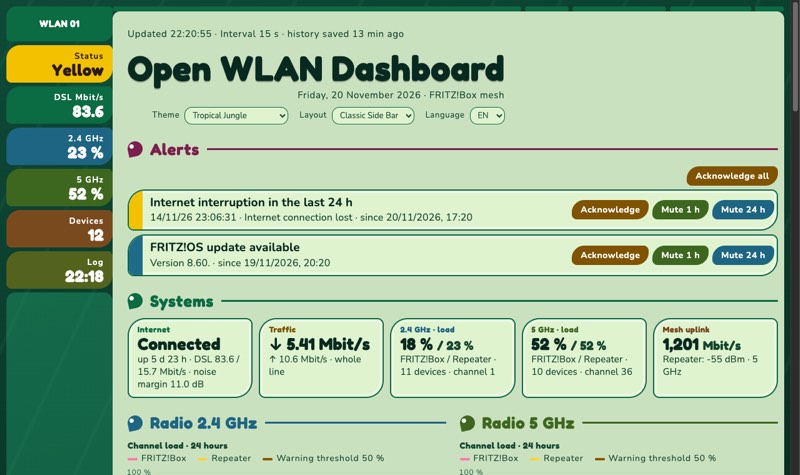 WLAN 01
Status
Yellow
DSL Mbit/s
83.6
2.4 GHz
23 %
5 GHz
52 %
Devices
12
Log
22:18
Updated 22:20:55 · Interval 15 s · history saved 13 min ago
Open WLAN Dashboard
Friday, 20 November 2026 · FRITZ!Box mesh
Theme Tropical Jungle Layout Classic Side Bar Language EN
Alerts
Acknowledge all
Internet interruption in the last 24 h
14/11/26 23:06:31 · Internet connection lost · since 20/11/2026, 17:20
Acknowledge Mute 1 h Mute 24 h
FRITZ!OS update available
Version 8.60. · since 19/11/2026, 20:20
Acknowledge Mute 1 h Mute 24 h
Systems
Internet
Connected
up 5 d 23 h · DSL 83.6 /
15.7 Mbit/s · noise
margin 11.0 dB
Traffic
↓ 5.41 Mbit/s
↑ 10.6 Mbit/s · whole
line
2.4 GHz · load
18 % / 23 %
FRITZ!Box / Repeater ·
11 devices · channel 1
5 GHz · load
52 % / 52 %
FRITZ!Box / Repeater ·
10 devices · channel 36
Mesh uplink
1,201 Mbit/s
Repeater: -55 dBm · 5
GHz
Radio 2.4 GHz
Channel load · 24 hours
FRITZ!Box Repeater Warning threshold 50 %
100 %
Radio 5 GHz
Channel load · 24 hours
FRITZ!Box Repeater Warning threshold 50 %
100 %